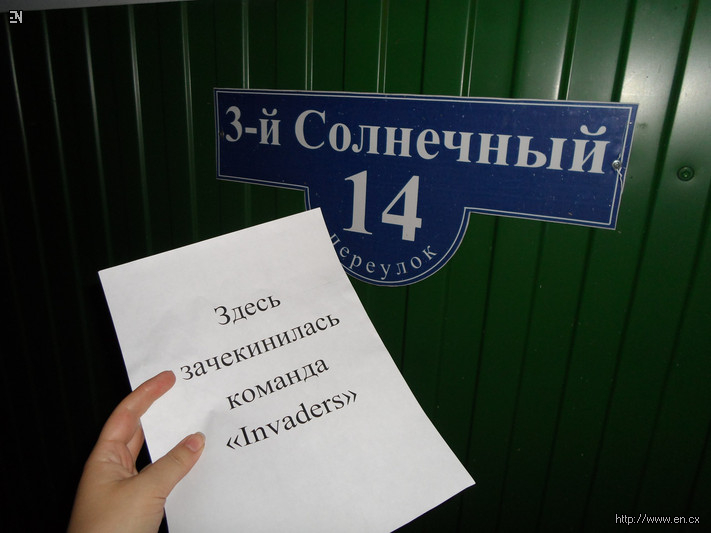 EN
3-й Солнечный
14
переулок
Здесь
зачекинилась
команда
«Invaders»
http://www.en.cx